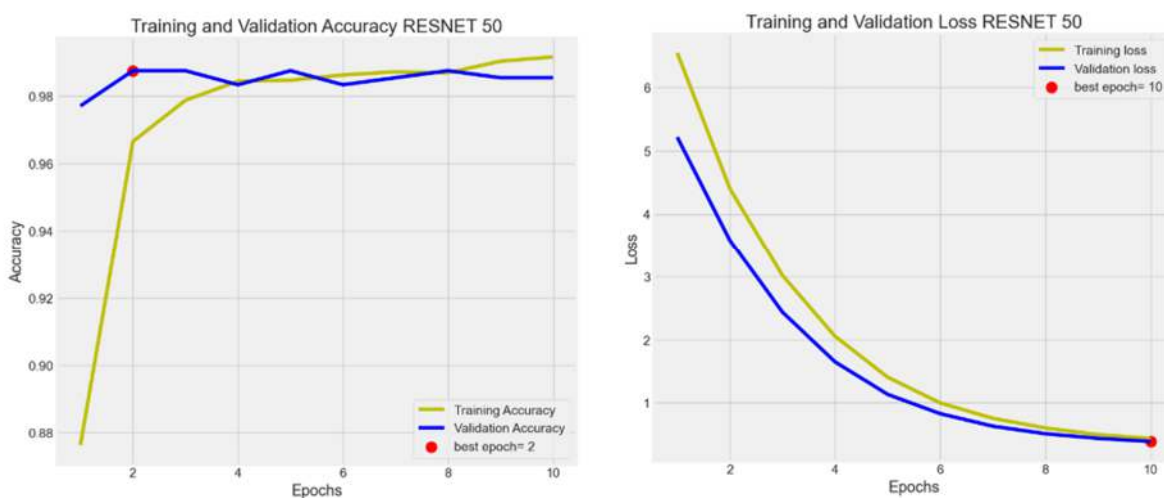 Training and Validation Accuracy RESNET 50
0.98
0.96
0.94
0.92
0.90
0.88
Accuracy
Training Accuracy
Validation Accuracy
best epoch= 2
2 4 6 8 10
Epochs
Training and Validation Loss RESNET 50
Training loss
Validation loss
best epoch= 10
6
5
4
3
2
1
Loss
2 4 6 8 10
Epochs